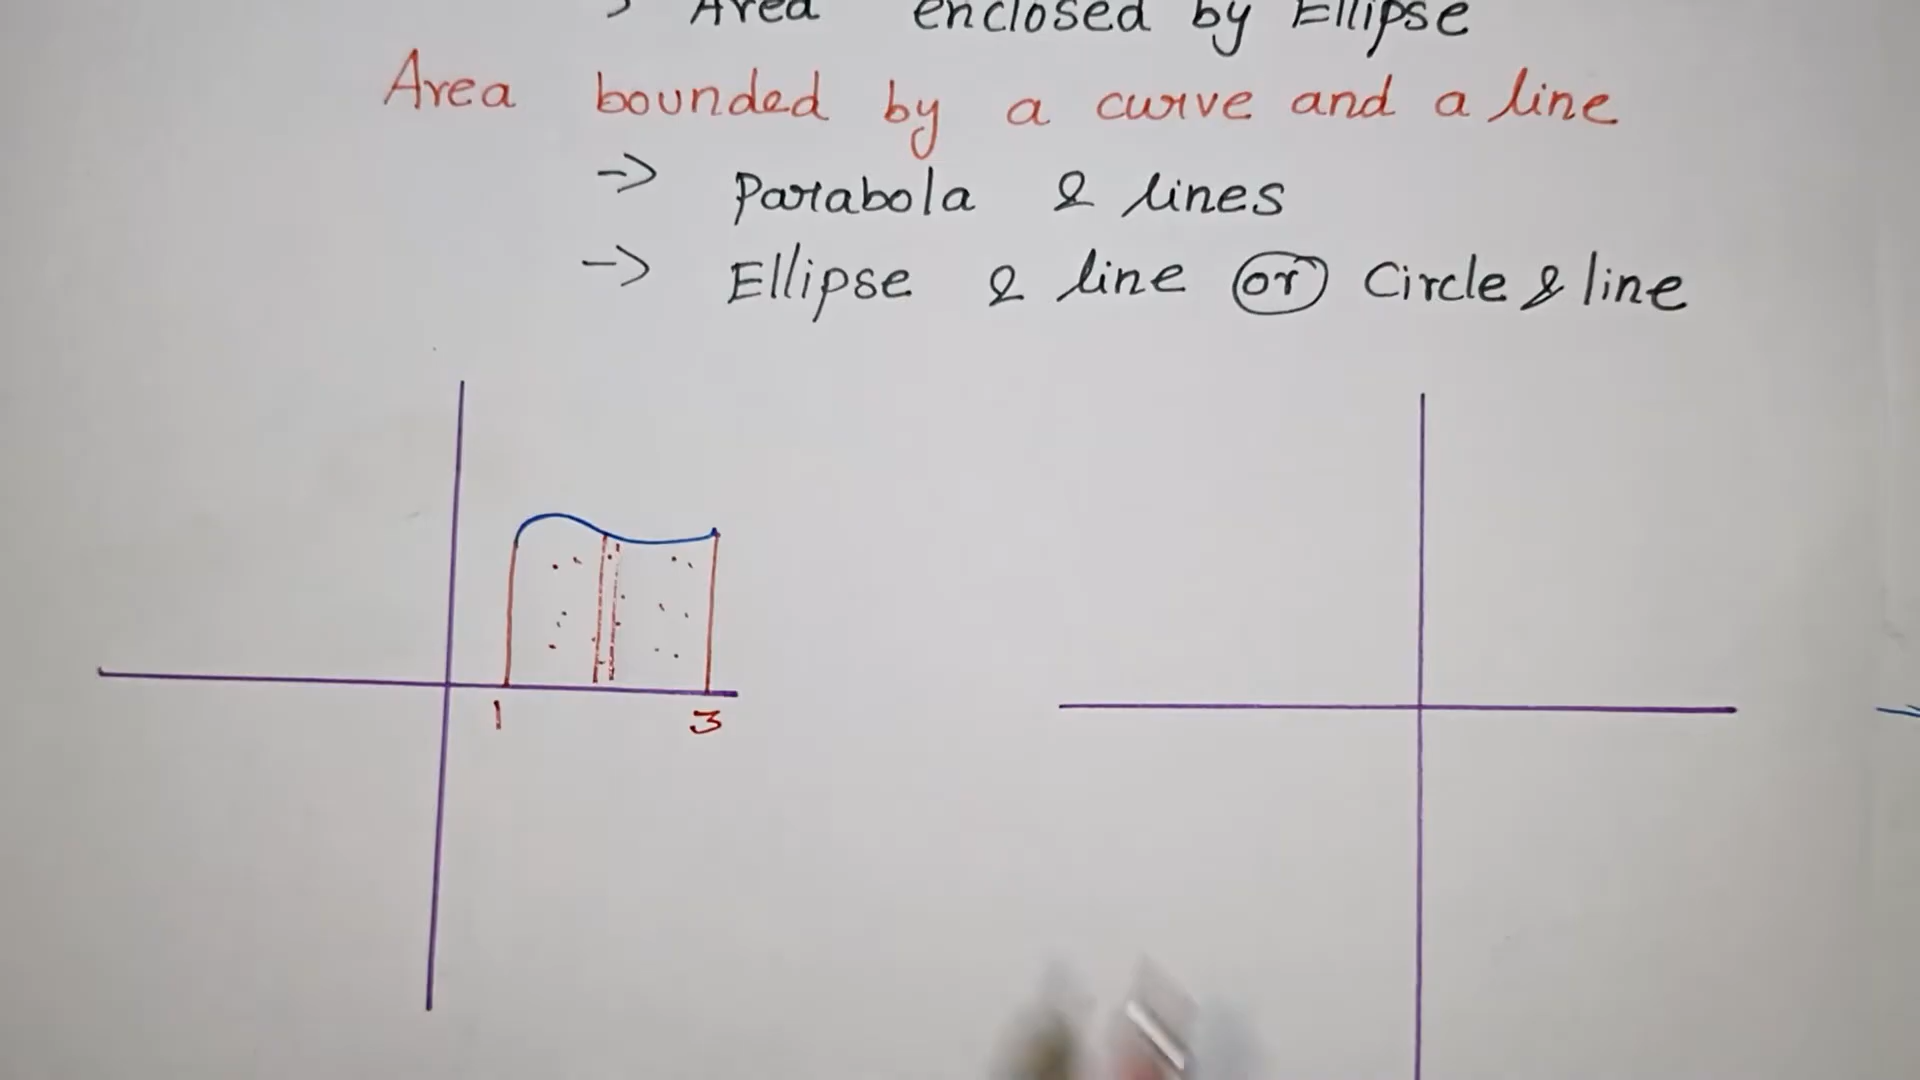 Area enclosed by Ellipse
Area bounded by a curve and a line
-> Parabola & lines
-> Ellipse & line or Circle & line
1 3